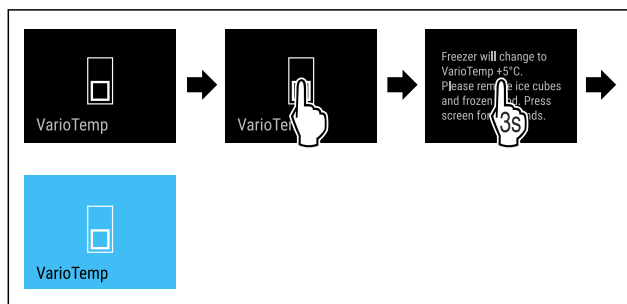 VarioTemp
VarioTe
Freezer will change to
VarioTemp +5°C.
Please rem e ice cubes
and frozen d. Press
screen for nds.
3s
VarioTemp